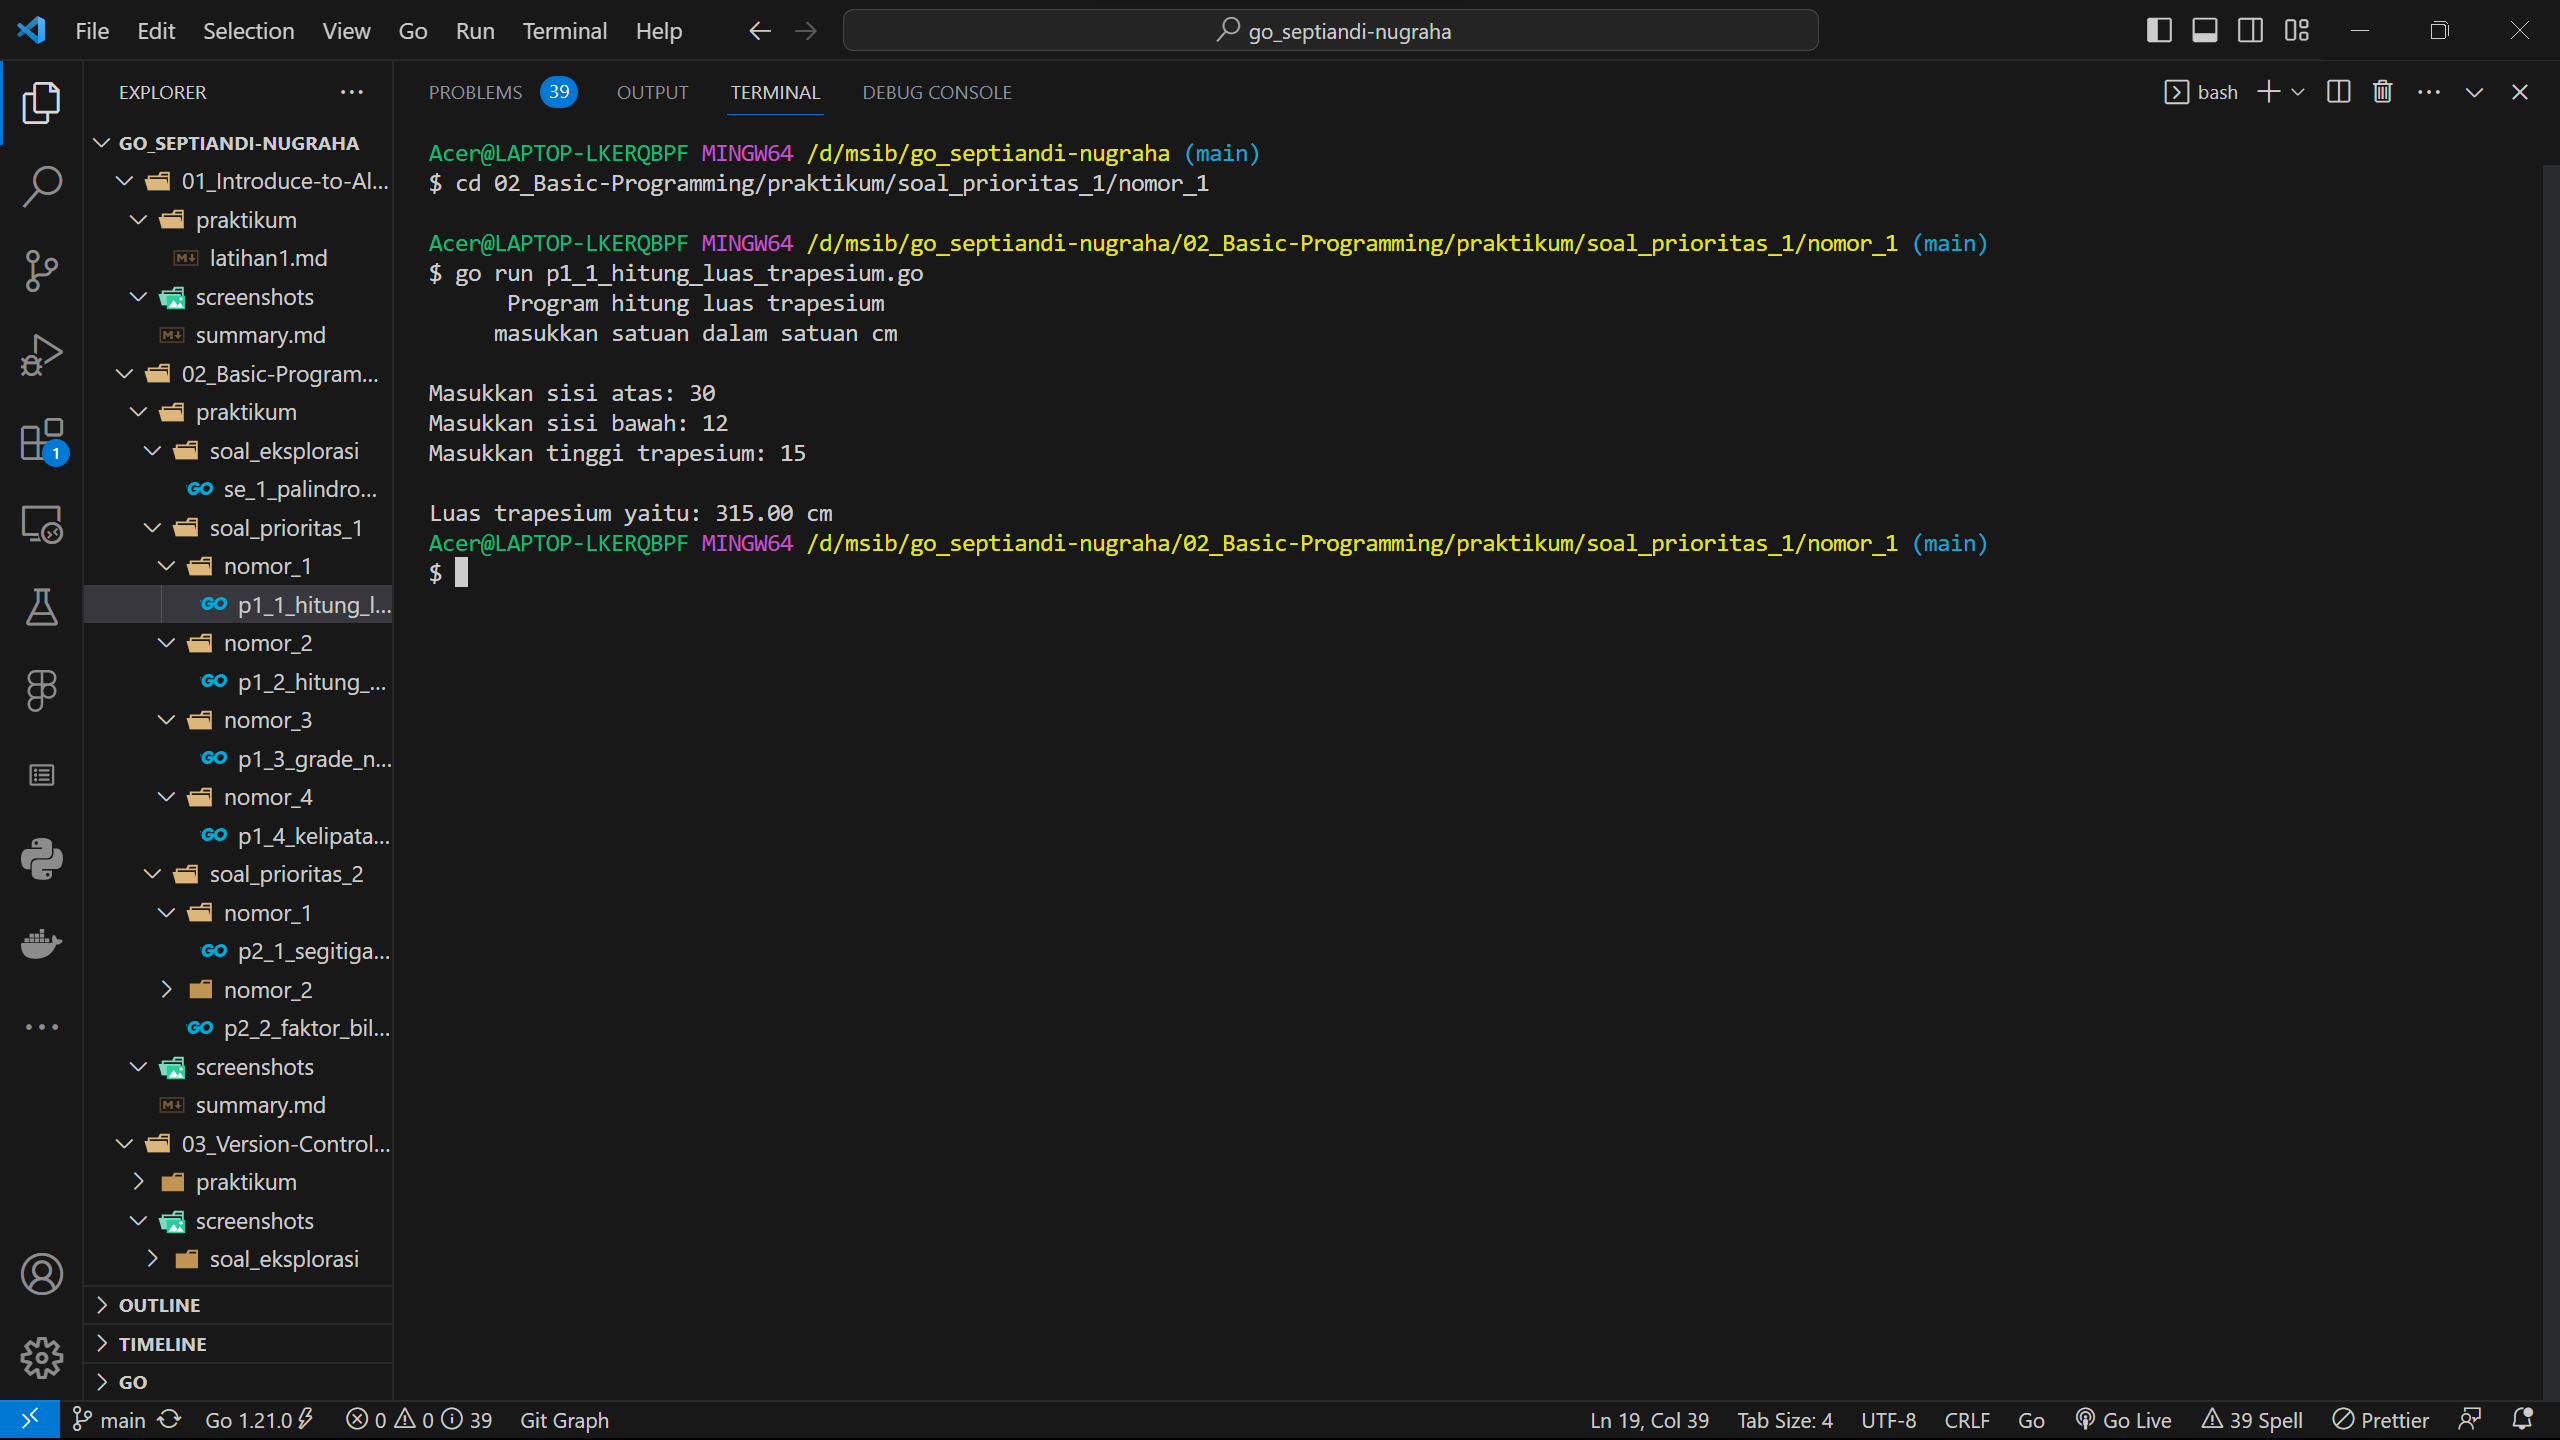 File Edit Selection View Go Run Terminal Help
go_septiandi-nugraha
EXPLORER
GO_SEPTIANDI-NUGRAHA
01_Introduce-to-Al...
praktikum
latihan1.md
screenshots
summary.md
02_Basic-Program...
praktikum
soal_eksplorasi
GO se_1_palindro...
soal_prioritas_1
nomor_1
GO p1_1_hitung_l...
nomor_2
GO p1_2_hitung_...
nomor_3
GO p1_3_grade_n...
nomor_4
GO p1_4_kelipata...
soal_prioritas_2
nomor_1
GO p2_1_segitiga...
nomor_2
GO p2_2_faktor_bil...
screenshots
summary.md
03_Version-Control...
praktikum
screenshots
soal_eksplorasi
OUTLINE
TIMELINE
GO
1
PROBLEMS 39 OUTPUT TERMINAL DEBUG CONSOLE
bash
Acer@LAPTOP-LKERQBPF MINGW64 /d/msib/go_septiandi-nugraha (main)
$ cd 02_Basic-Programming/praktikum/soal_prioritas_1/nomor_1
Acer@LAPTOP-LKERQBPF MINGW64 /d/msib/go_septiandi-nugraha/02_Basic-Programming/praktikum/soal_prioritas_1/nomor_1 (main)
$ go run p1_1_hitung_luas_trapesium.go
Program hitung luas trapesium
masukkan satuan dalam satuan cm
Masukkan sisi atas: 30
Masukkan sisi bawah: 12
Masukkan tinggi trapesium: 15
Luas trapesium yaitu: 315.00 cm
Acer@LAPTOP-LKERQBPF MINGW64 /d/msib/go_septiandi-nugraha/02_Basic-Programming/praktikum/soal_prioritas_1/nomor_1 (main)
$
main Go 1.21.0 0 0 39 Git Graph Ln 19, Col 39 Tab Size: 4 UTF-8 CRLF Go Go Live 39 Spell Prettier